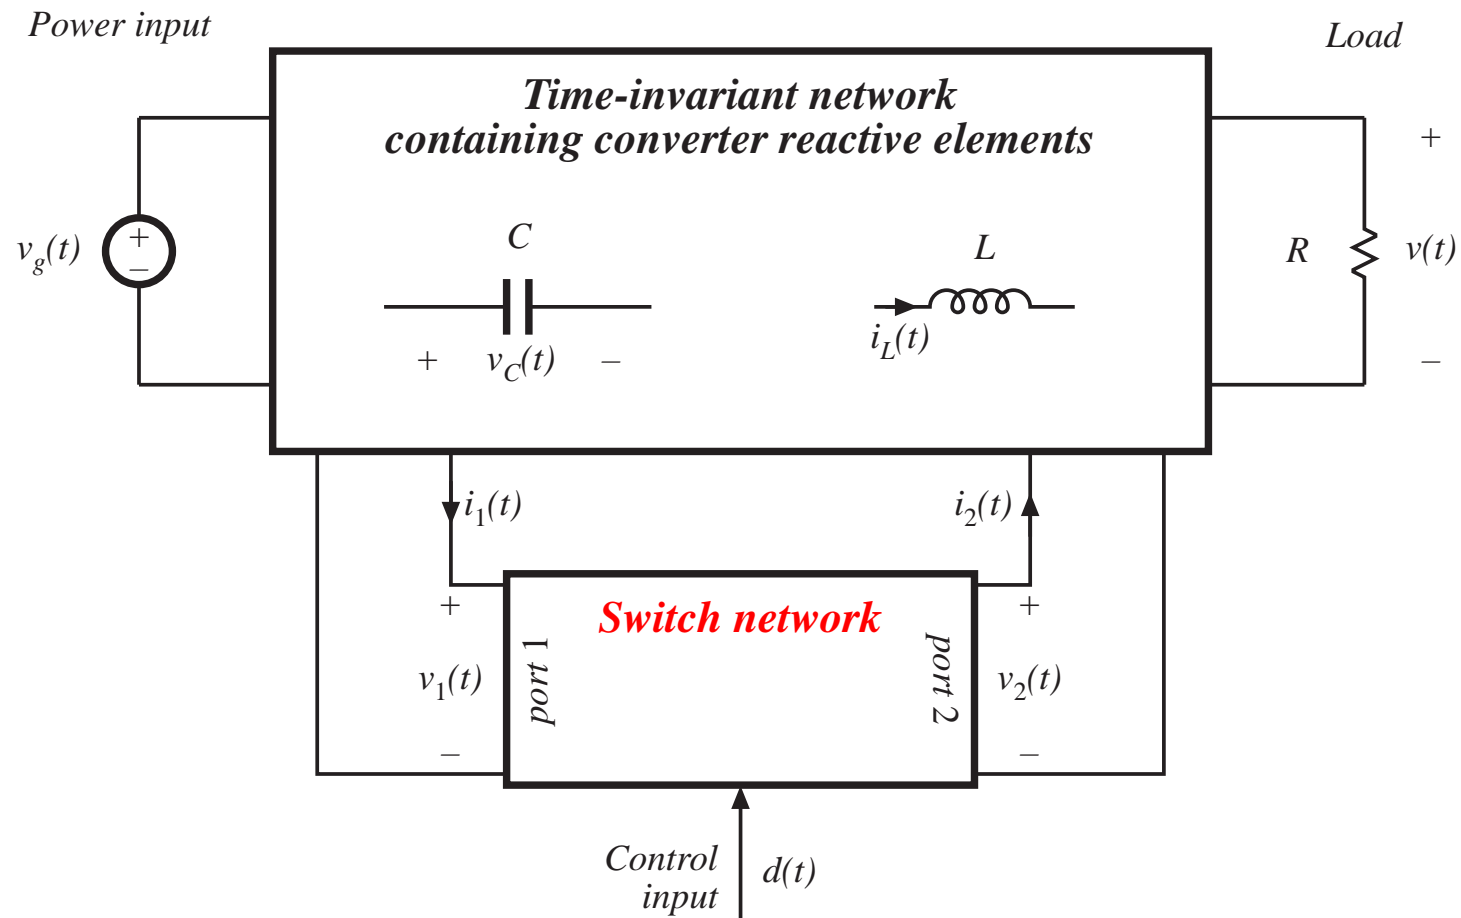 Power input
Load
Time-invariant network
containing converter reactive elements
C
L
+
v_g(t)
+
–
R
v(t)
i_L(t)
+ v_C(t) –
–
i_1(t)
i_2(t)
+
+
Switch network
port 1
port 2
v_1(t)
v_2(t)
–
–
Control
input
d(t)